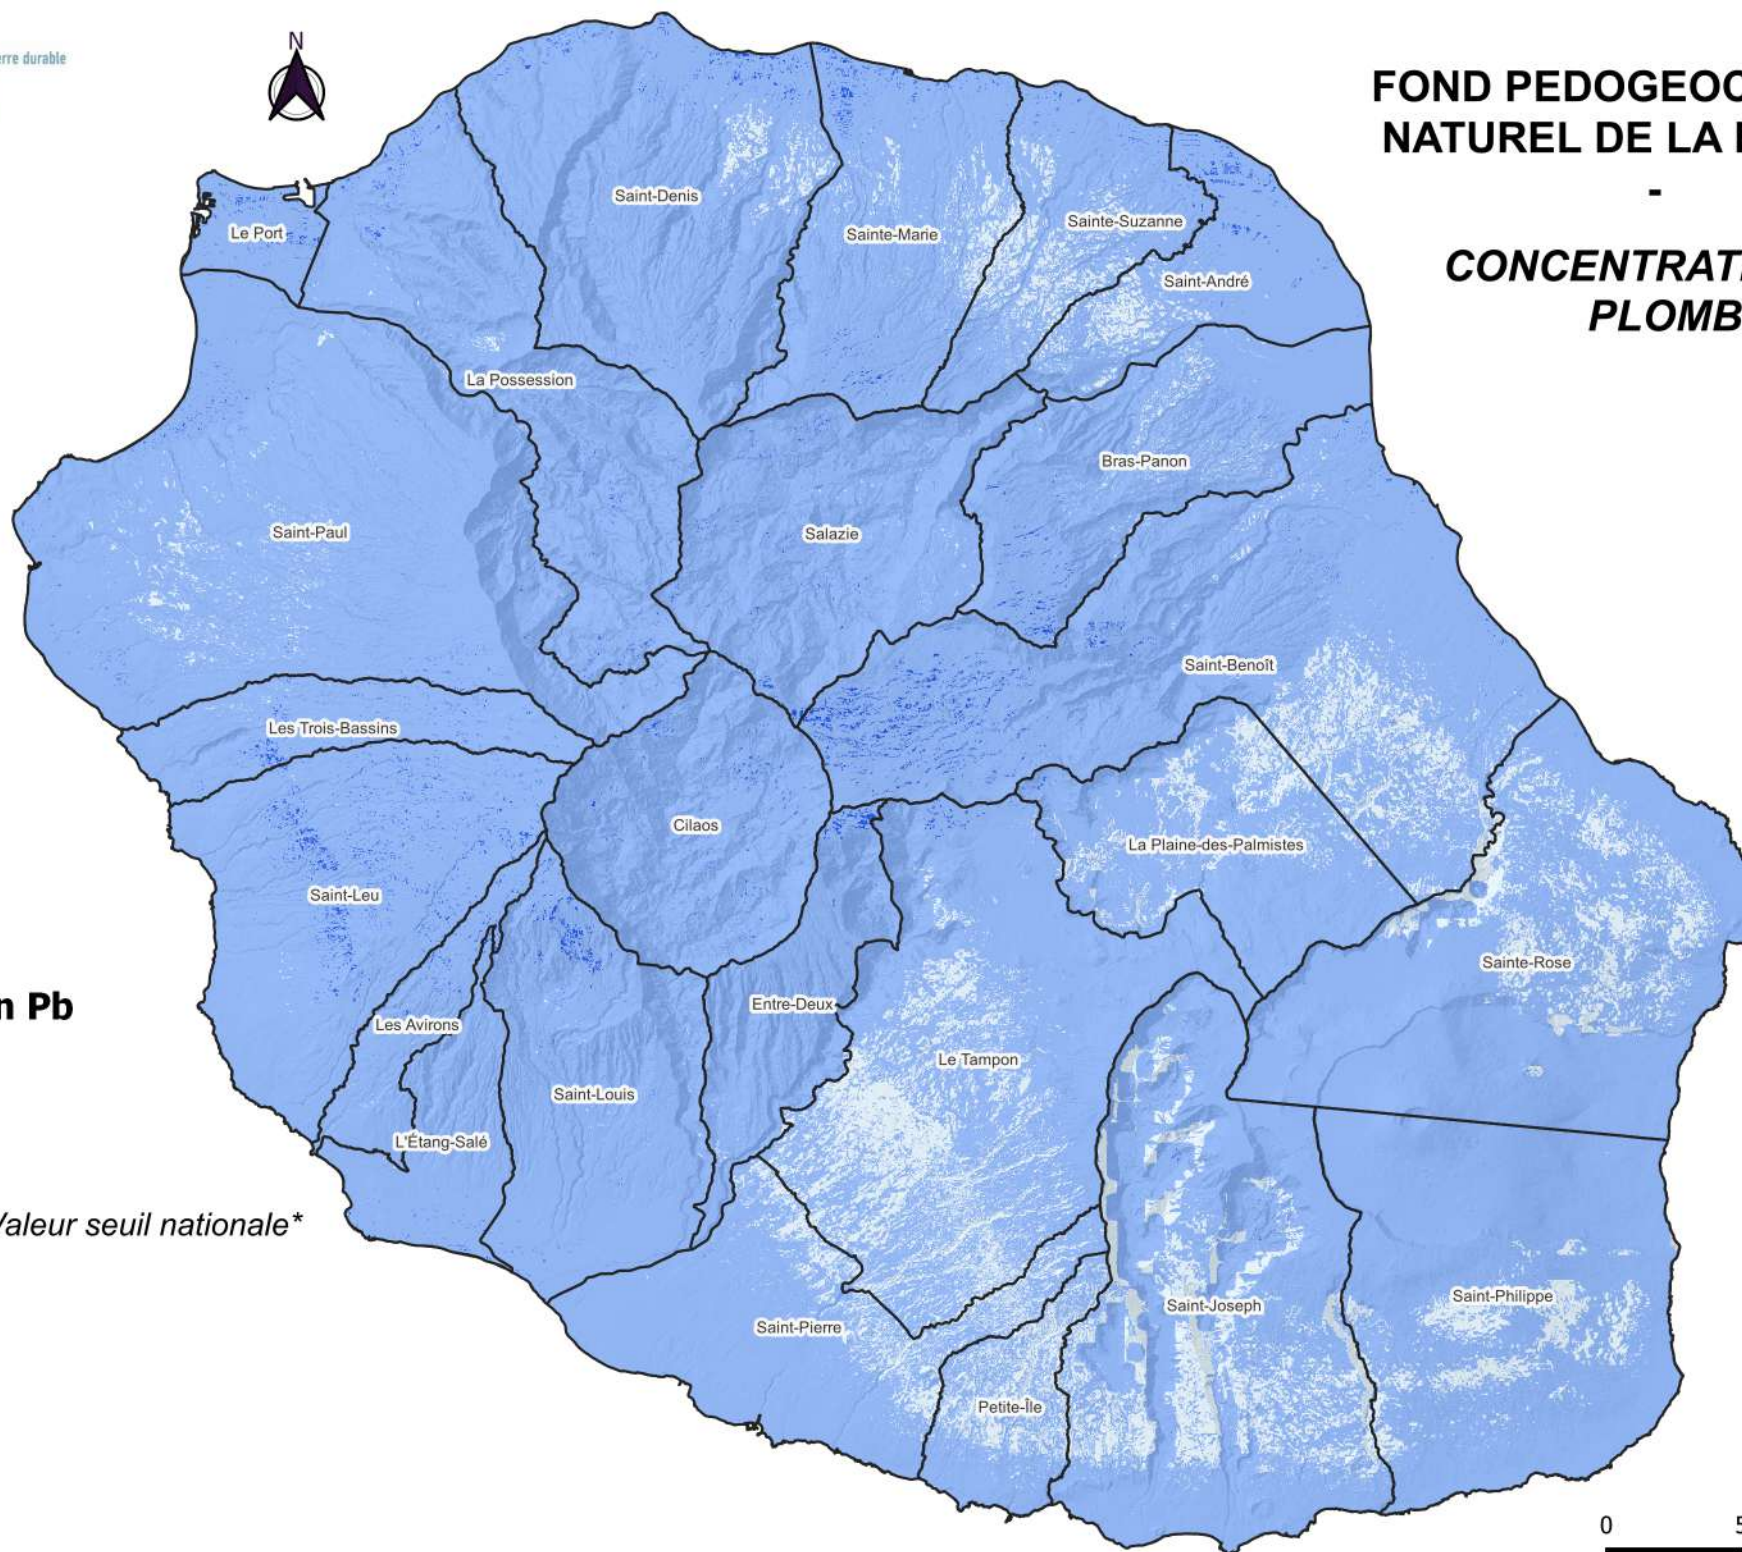 erre durable
N
FOND PEDOGEOC
NATUREL DE LA
-
CONCENTRAT
PLOMB
Saint-Denis
Sainte-Marie
Sainte-Suzanne
Le Port
Saint-André
La Possession
Bras-Panon
Saint-Paul
Salazie
Saint-Benoît
Les Trois-Bassins
Cilaos
La Plaine-des-Palmistes
Saint-Leu
Sainte-Rose
n Pb
Entre-Deux
Les Avirons
Le Tampon
Saint-Louis
L'Étang-Salé
Valeur seuil nationale*
Saint-Philippe
Saint-Joseph
Saint-Pierre
Petite-Île
0 5